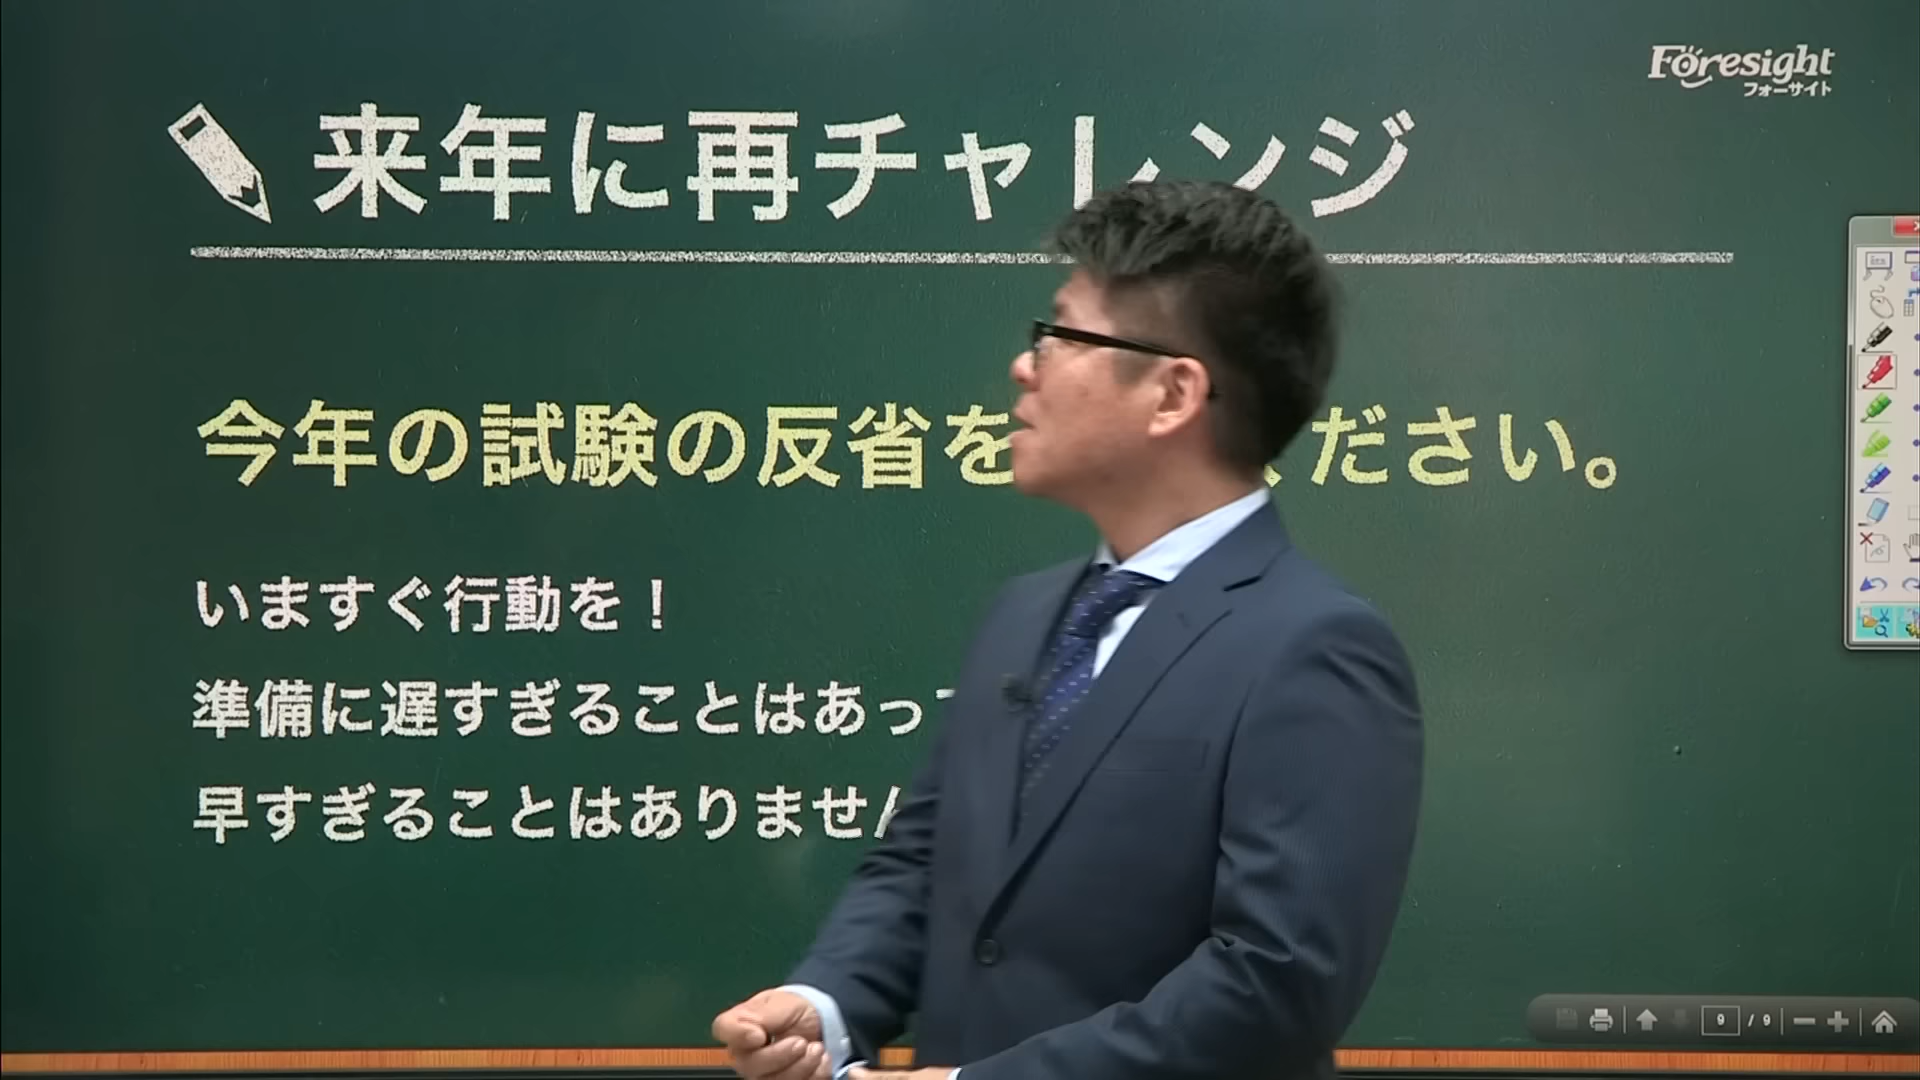 Foresight
フォーサイト
来年に再チャレンジ
今年の試験の反省を ください。
いますぐ行動を！
準備に遅すぎることはあっ
早すぎることはありませ
9 / 9